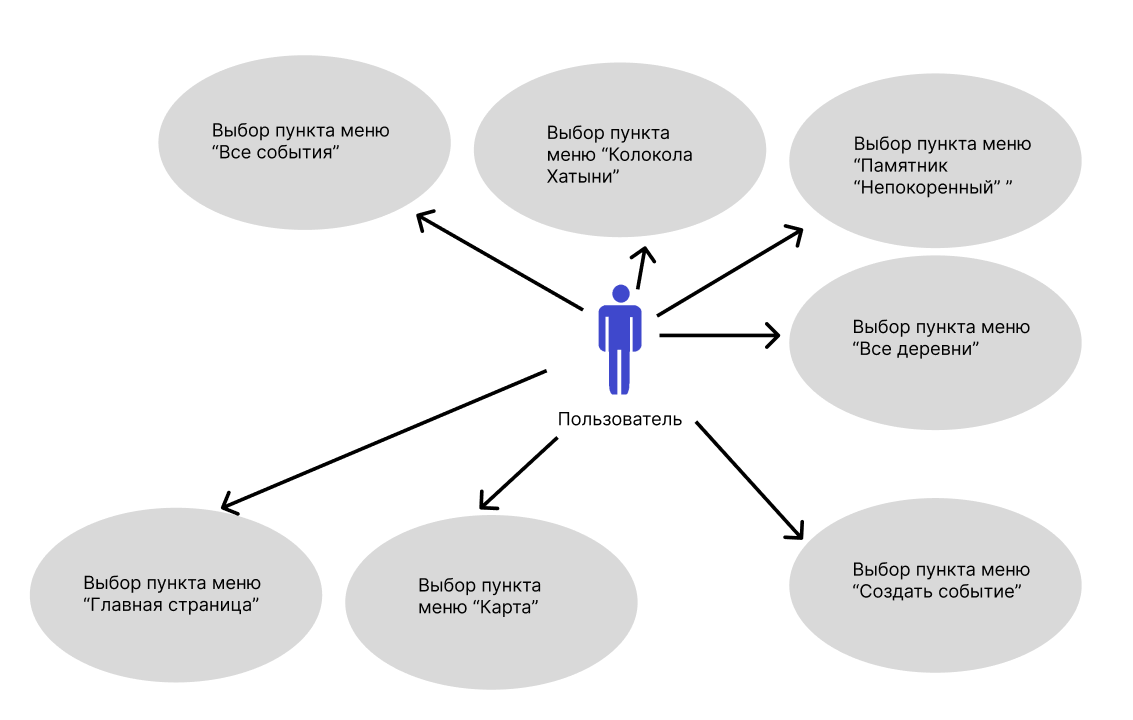 Выбор пункта меню
“Все события”
Выбор пункта
меню “Колокола
Хатыни”
Выбор пункта меню
“Памятник
“Непокоренный” ”
Выбор пункта меню
“Все деревни”
Пользователь
Выбор пункта меню
“Главная страница”
Выбор пункта
меню “Карта”
Выбор пункта меню
“Создать событие”